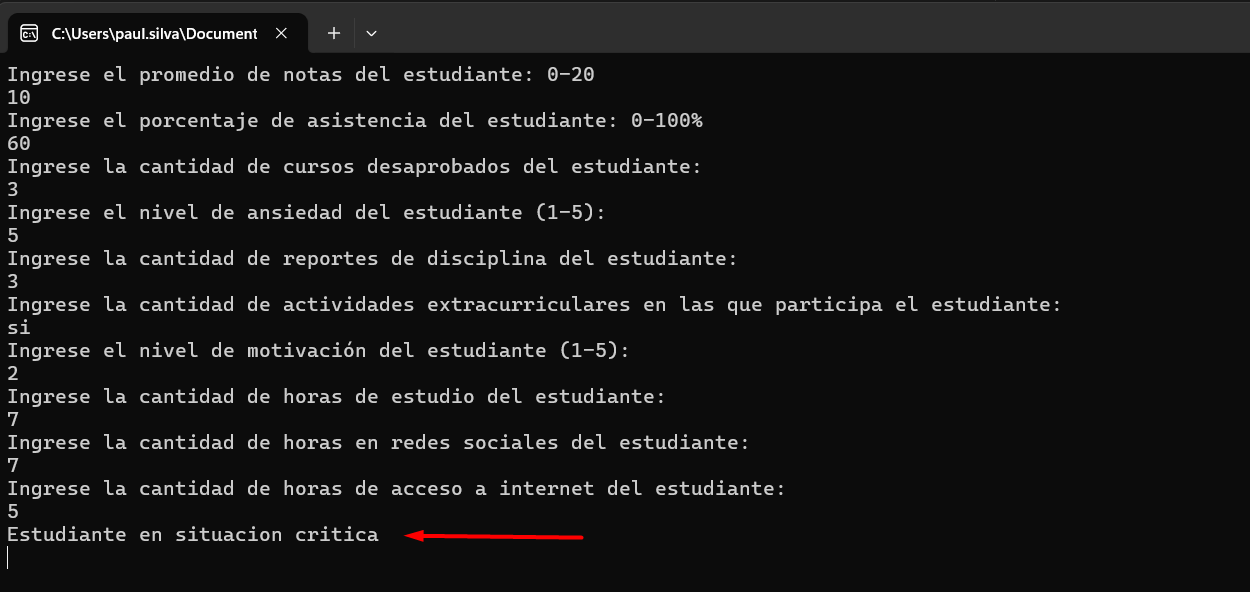 C:\Users\paul.silva\Document
Ingrese el promedio de notas del estudiante: 0-20
10
Ingrese el porcentaje de asistencia del estudiante: 0-100%
60
Ingrese la cantidad de cursos desaprobados del estudiante:
3
Ingrese el nivel de ansiedad del estudiante (1-5):
5
Ingrese la cantidad de reportes de disciplina del estudiante:
3
Ingrese la cantidad de actividades extracurriculares en las que participa el estudiante:
si
Ingrese el nivel de motivación del estudiante (1-5):
2
Ingrese la cantidad de horas de estudio del estudiante:
7
Ingrese la cantidad de horas en redes sociales del estudiante:
7
Ingrese la cantidad de horas de acceso a internet del estudiante:
5
Estudiante en situacion critica